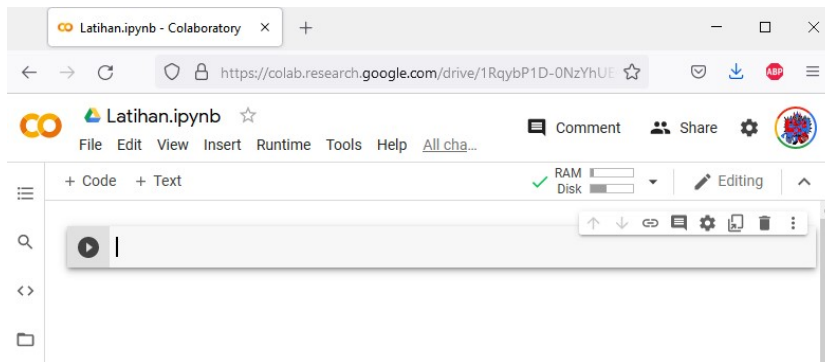 Latihan.ipynb - Colaboratory
https://colab.research.google.com/drive/1RqybP1D-0NzYhUE
ABP
Latihan.ipynb
Comment
Share
File Edit View Insert Runtime Tools Help All cha...
+ Code + Text
RAM
Disk
Editing